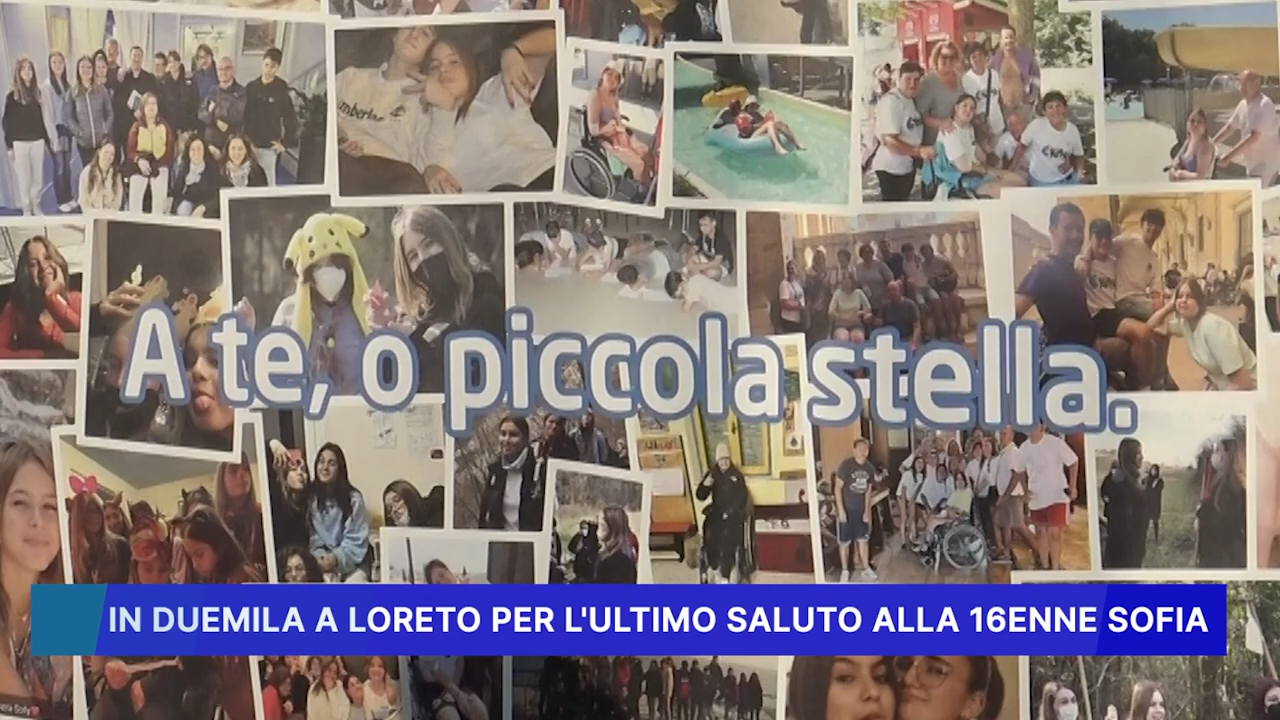 A te, o piccola stella.
IN DUEMILA A LORETO PER L'ULTIMO SALUTO ALLA 16ENNE SOFIA